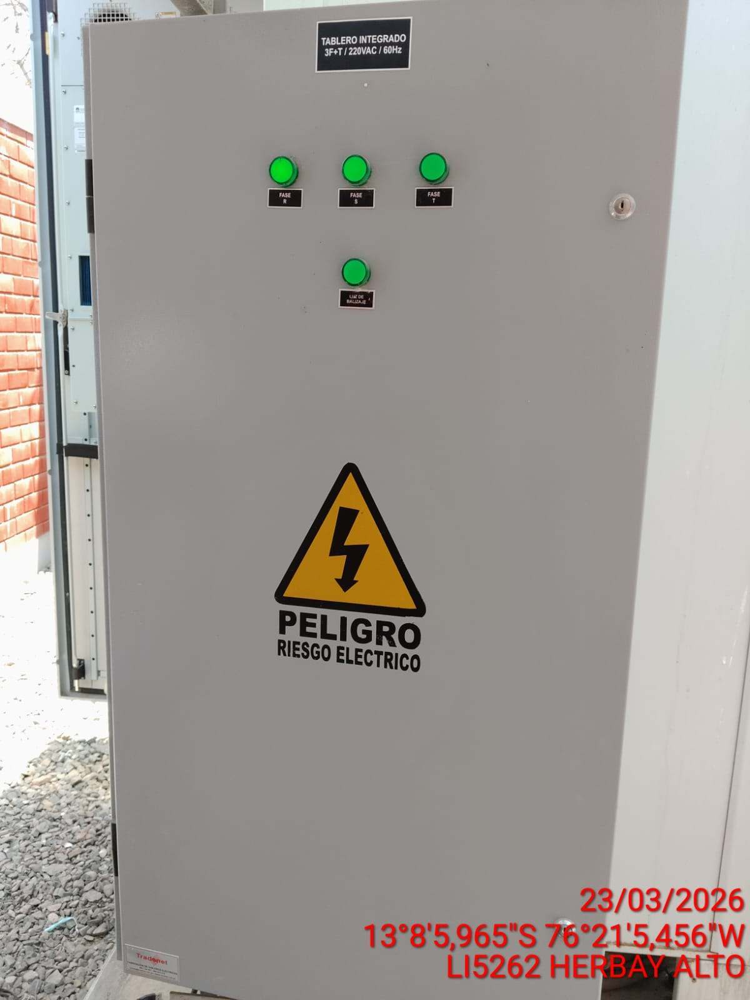 TABLERO INTEGRADO
3F+T / 220VAC / 60Hz
FASE
R
FASE
S
FASE
T
LUZ DE
BALIZAJE
PELIGRO
RIESGO ELECTRICO
Tradenet
23/03/2026
13°8'5,965"S 76°21'5,456"W
LI5262 HERBAY ALTO